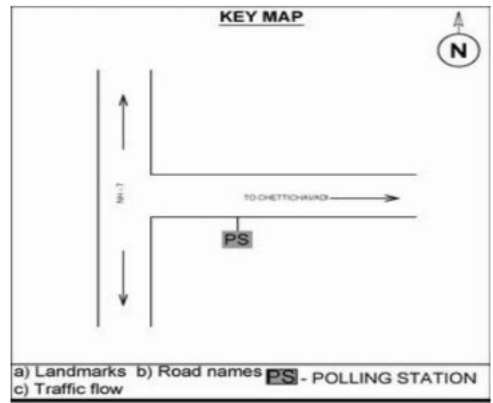 KEY MAP
N
NH - 7
TO CHETTICHAVADI
PS
a) Landmarks b) Road names PS - POLLING STATION
c) Traffic flow